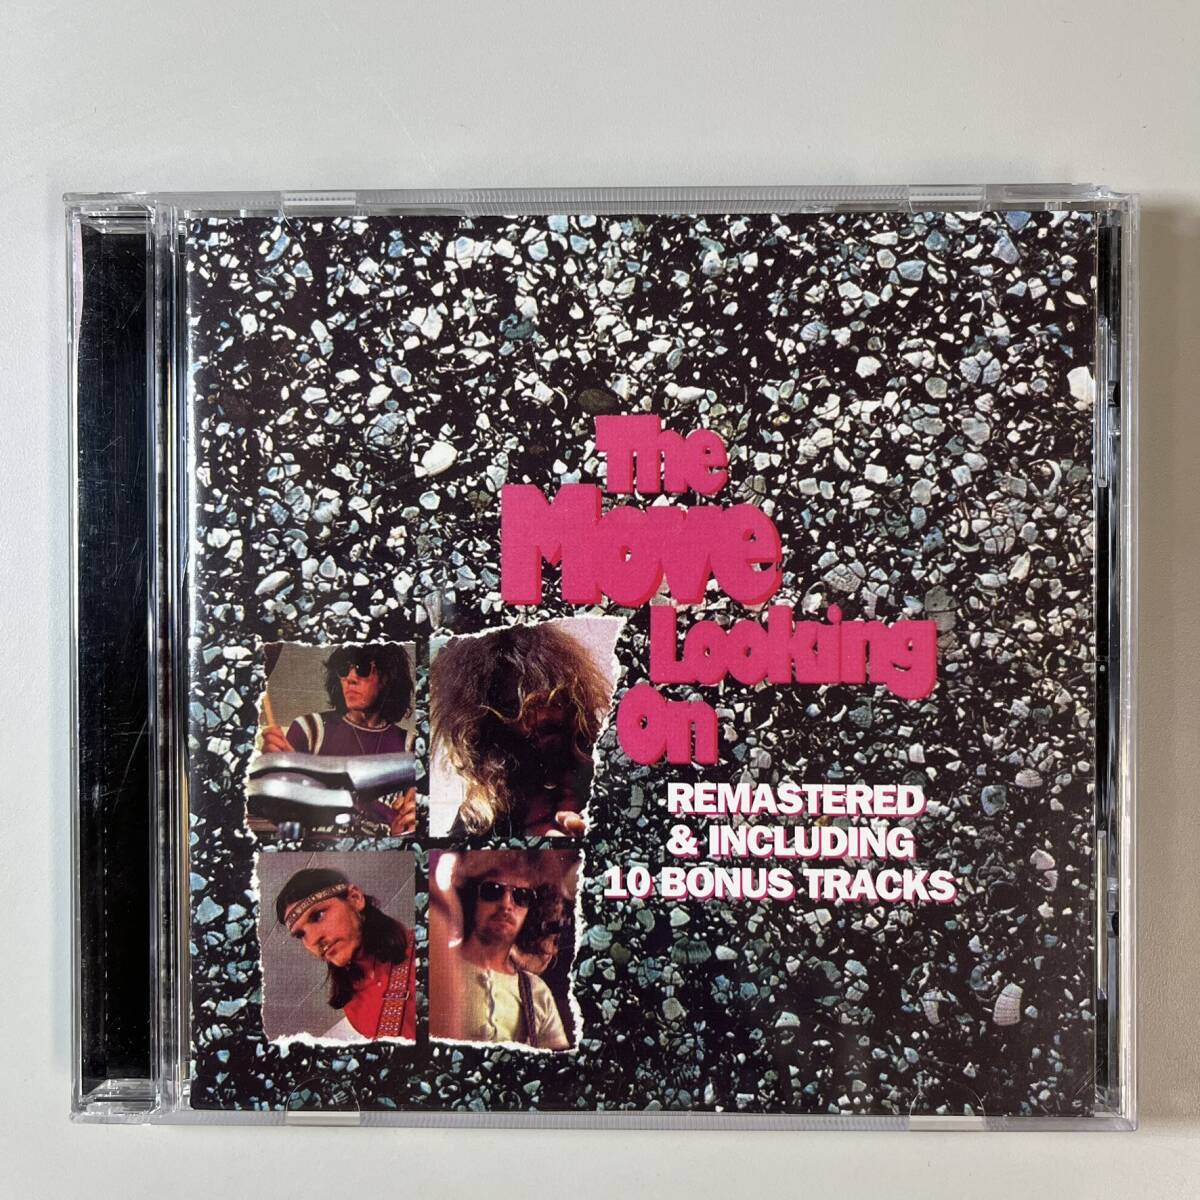 The
Move
Looking
On
REMASTERED
& INCLUDING
10 BONUS TRACKS